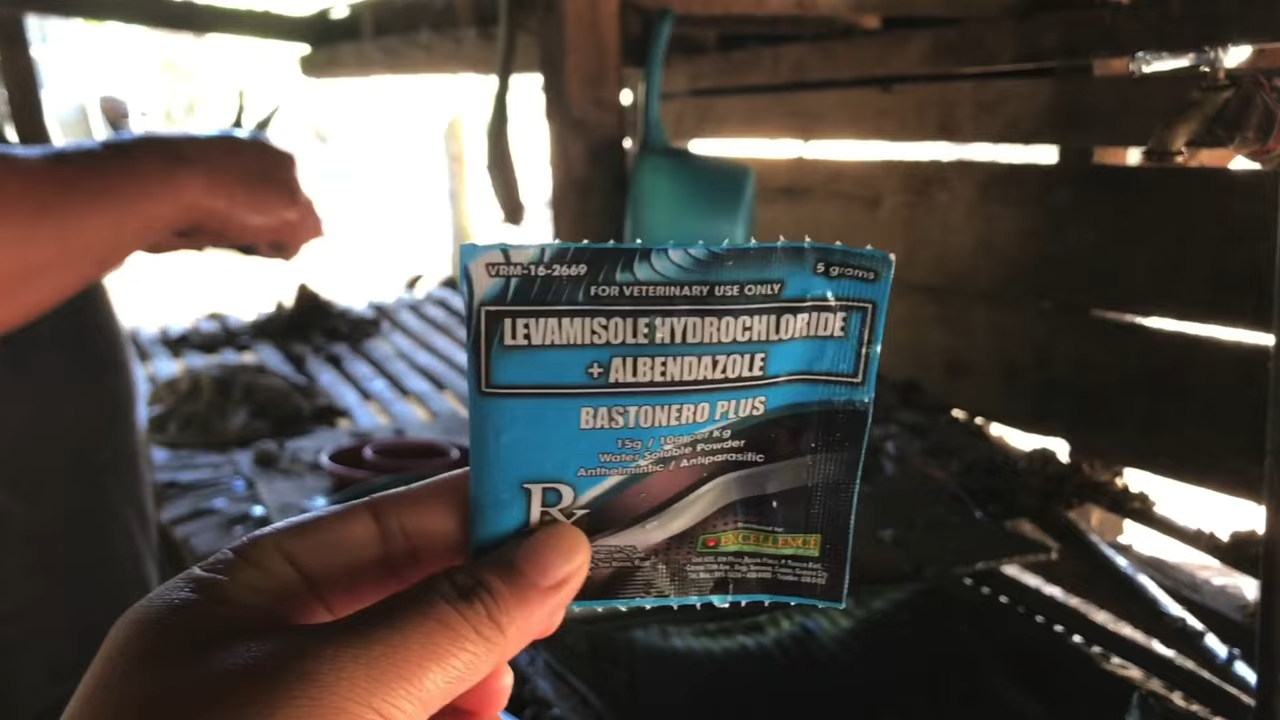 VRM-16-2669
5 grams
FOR VETERINARY USE ONLY
LEVAMISOLE HYDROCHLORIDE
+ ALBENDAZOLE
BASTONERO PLUS
15g / 10g per Kg
Water Soluble Powder
Anthelmintic / Antiparasitic
Rx
EXCELLENCE